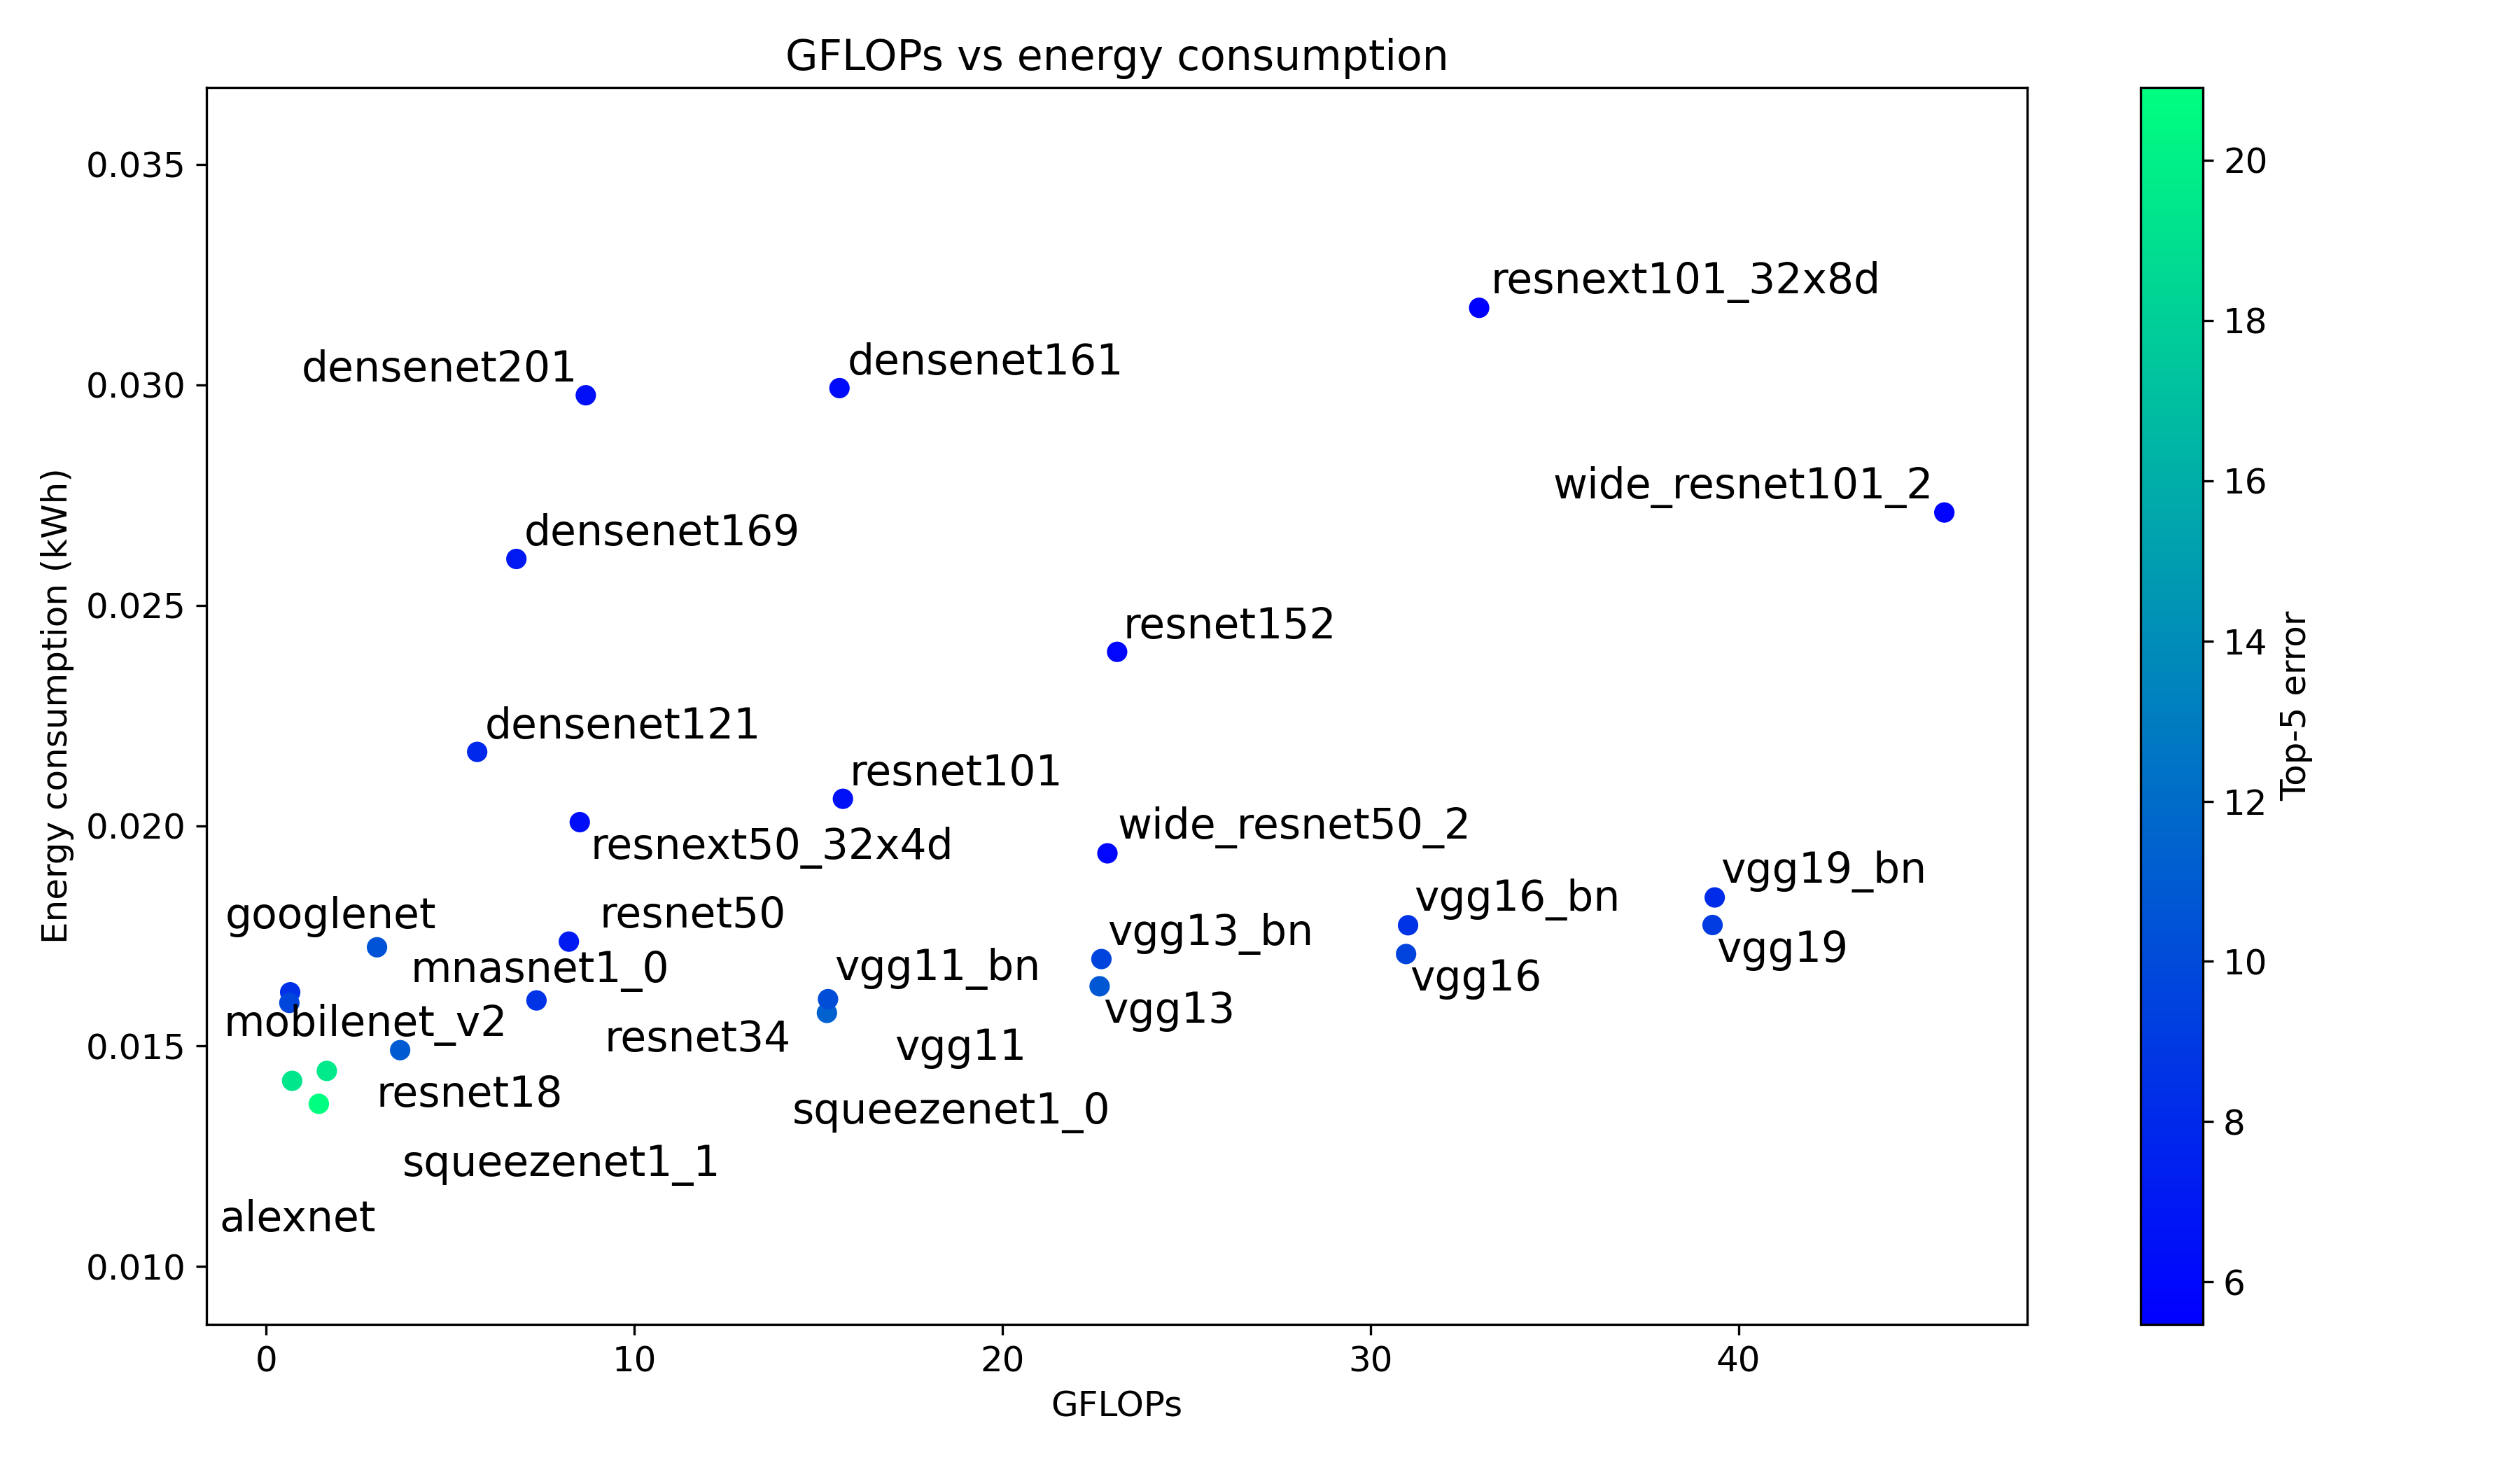 GFLOPs vs energy consumption
0.035
0.030
0.025
0.020
0.015
0.010
Energy consumption (kWh)
resnext101_32x8d
densenet161
densenet201
wide_resnet101_2
densenet169
resnet152
densenet121
resnet101
wide_resnet50_2
resnext50_32x4d
vgg19_bn
vgg16_bn
googlenet
resnet50
vgg13_bn
vgg19
mnasnet1_0
vgg11_bn
vgg16
vgg13
mobilenet_v2
resnet34
vgg11
resnet18
squeezenet1_0
squeezenet1_1
alexnet
0
10
20
30
40
GFLOPs
20
18
16
14
12
10
8
6
Top-5 error